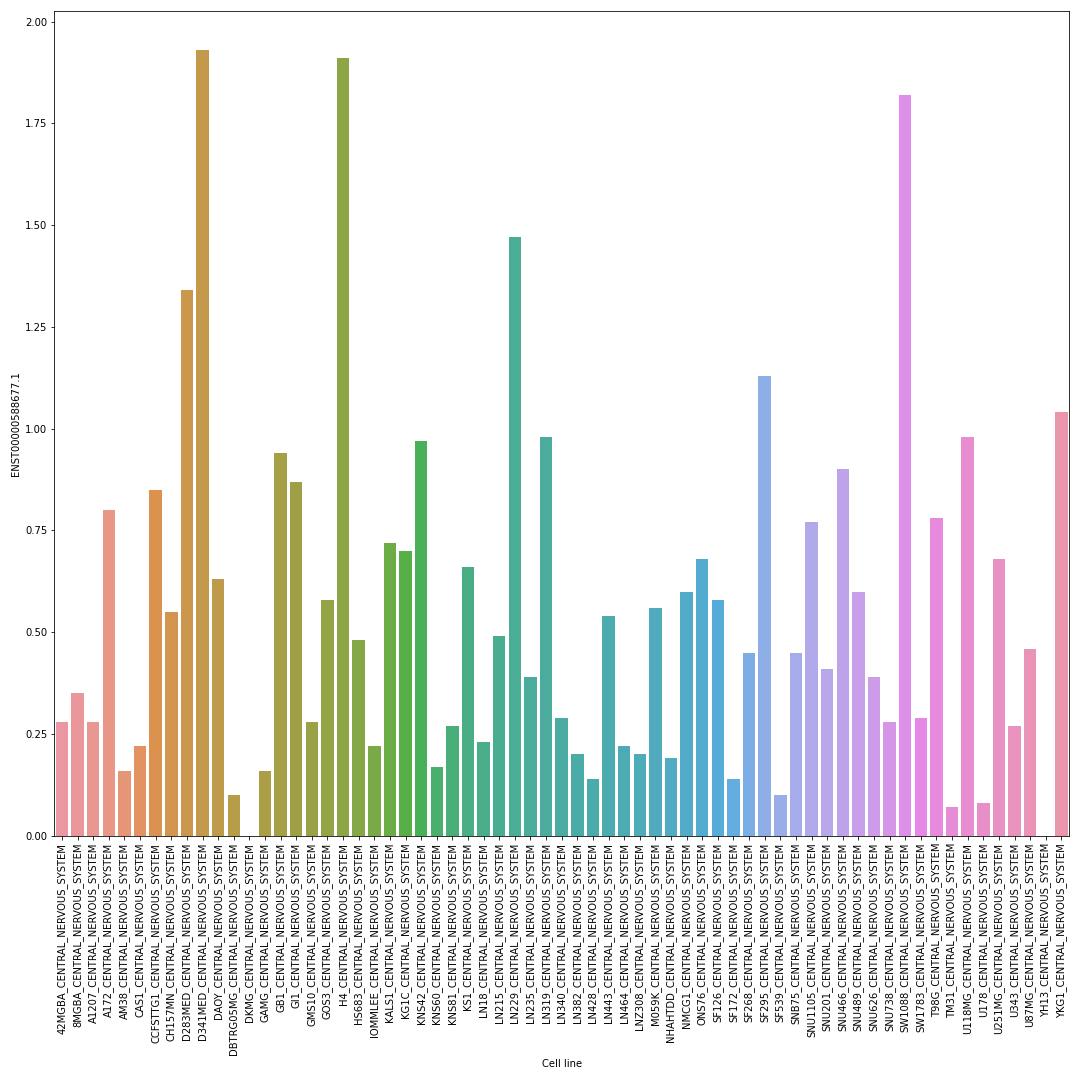 2.00
1.75
1.50
1.25
1.00
0.75
0.50
0.25
0.00
ENST00000588677.1
42MGBA_CENTRAL_NERVOUS_SYSTEM
8MGBA_CENTRAL_NERVOUS_SYSTEM
A1207_CENTRAL_NERVOUS_SYSTEM
A172_CENTRAL_NERVOUS_SYSTEM
AM38_CENTRAL_NERVOUS_SYSTEM
CAS1_CENTRAL_NERVOUS_SYSTEM
CCFSTTG1_CENTRAL_NERVOUS_SYSTEM
CH157MN_CENTRAL_NERVOUS_SYSTEM
D283MED_CENTRAL_NERVOUS_SYSTEM
D341MED_CENTRAL_NERVOUS_SYSTEM
DAOY_CENTRAL_NERVOUS_SYSTEM
DBTRG05MG_CENTRAL_NERVOUS_SYSTEM
DKMG_CENTRAL_NERVOUS_SYSTEM
GAMG_CENTRAL_NERVOUS_SYSTEM
GB1_CENTRAL_NERVOUS_SYSTEM
GI1_CENTRAL_NERVOUS_SYSTEM
GMS10_CENTRAL_NERVOUS_SYSTEM
GOS3_CENTRAL_NERVOUS_SYSTEM
H4_CENTRAL_NERVOUS_SYSTEM
HS683_CENTRAL_NERVOUS_SYSTEM
IOMMLEE_CENTRAL_NERVOUS_SYSTEM
KALS1_CENTRAL_NERVOUS_SYSTEM
KG1C_CENTRAL_NERVOUS_SYSTEM
KNS42_CENTRAL_NERVOUS_SYSTEM
KNS60_CENTRAL_NERVOUS_SYSTEM
KNS81_CENTRAL_NERVOUS_SYSTEM
KS1_CENTRAL_NERVOUS_SYSTEM
LN18_CENTRAL_NERVOUS_SYSTEM
LN215_CENTRAL_NERVOUS_SYSTEM
LN229_CENTRAL_NERVOUS_SYSTEM
LN235_CENTRAL_NERVOUS_SYSTEM
LN319_CENTRAL_NERVOUS_SYSTEM
LN340_CENTRAL_NERVOUS_SYSTEM
LN382_CENTRAL_NERVOUS_SYSTEM
LN428_CENTRAL_NERVOUS_SYSTEM
LN443_CENTRAL_NERVOUS_SYSTEM
LN464_CENTRAL_NERVOUS_SYSTEM
LNZ308_CENTRAL_NERVOUS_SYSTEM
M059K_CENTRAL_NERVOUS_SYSTEM
NHAHTDD_CENTRAL_NERVOUS_SYSTEM
NMCG1_CENTRAL_NERVOUS_SYSTEM
ONS76_CENTRAL_NERVOUS_SYSTEM
SF126_CENTRAL_NERVOUS_SYSTEM
SF172_CENTRAL_NERVOUS_SYSTEM
SF268_CENTRAL_NERVOUS_SYSTEM
SF295_CENTRAL_NERVOUS_SYSTEM
SF539_CENTRAL_NERVOUS_SYSTEM
SNB75_CENTRAL_NERVOUS_SYSTEM
SNU1105_CENTRAL_NERVOUS_SYSTEM
SNU201_CENTRAL_NERVOUS_SYSTEM
SNU466_CENTRAL_NERVOUS_SYSTEM
SNU489_CENTRAL_NERVOUS_SYSTEM
SNU626_CENTRAL_NERVOUS_SYSTEM
SNU738_CENTRAL_NERVOUS_SYSTEM
SW1088_CENTRAL_NERVOUS_SYSTEM
SW1783_CENTRAL_NERVOUS_SYSTEM
T98G_CENTRAL_NERVOUS_SYSTEM
TM31_CENTRAL_NERVOUS_SYSTEM
U118MG_CENTRAL_NERVOUS_SYSTEM
U178_CENTRAL_NERVOUS_SYSTEM
U251MG_CENTRAL_NERVOUS_SYSTEM
U343_CENTRAL_NERVOUS_SYSTEM
U87MG_CENTRAL_NERVOUS_SYSTEM
YH13_CENTRAL_NERVOUS_SYSTEM
YKG1_CENTRAL_NERVOUS_SYSTEM
Cell line